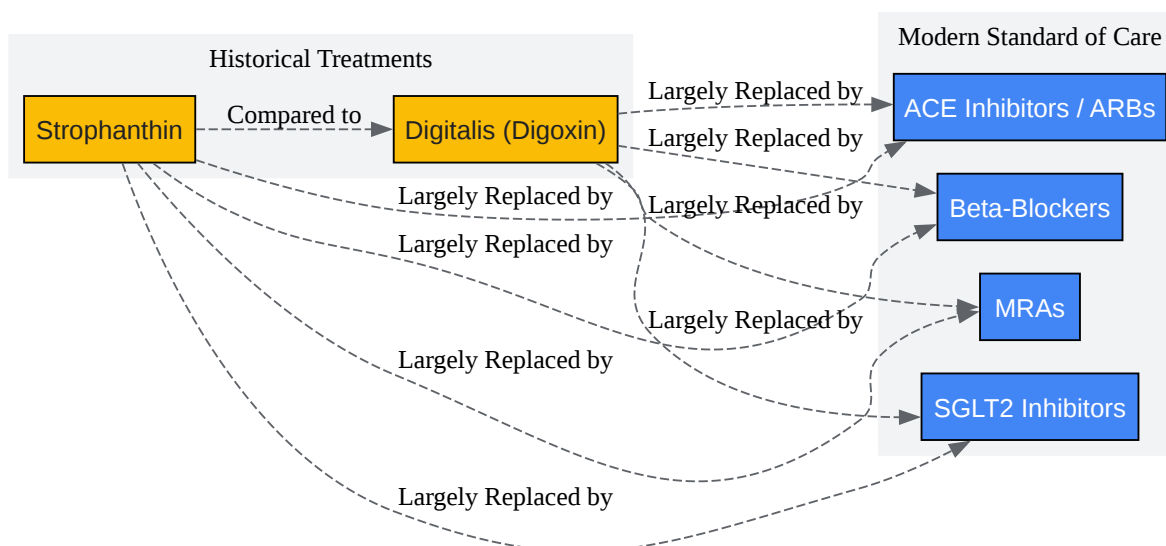 Historical Treatments
Modern Standard of Care
Strophanthin
Compared to
Digitalis (Digoxin)
Largely Replaced by
ACE Inhibitors / ARBs
Largely Replaced by
Largely Replaced by
Largely Replaced by
Beta-Blockers
Largely Replaced by
MRAs
Largely Replaced by
Largely Replaced by
SGLT2 Inhibitors
Largely Replaced by